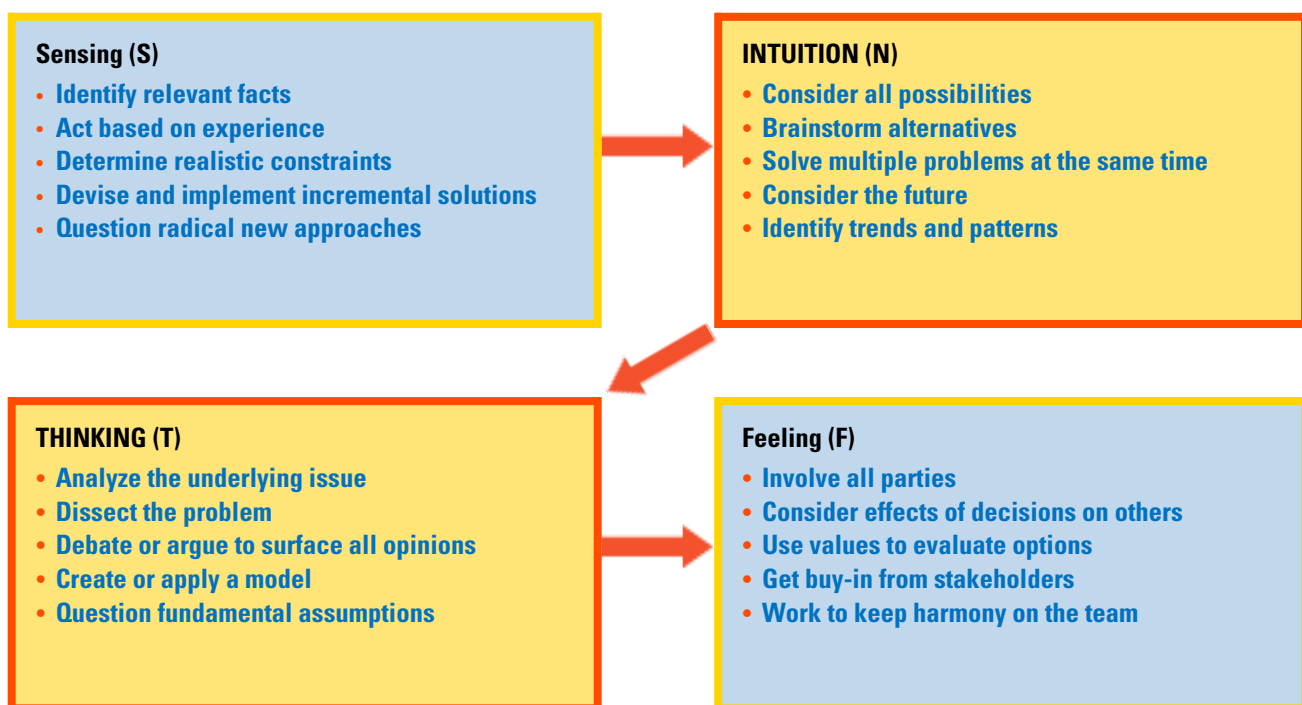 Sensing (S)
• Identify relevant facts
• Act based on experience
• Determine realistic constraints
• Devise and implement incremental solutions
• Question radical new approaches
INTUITION (N)
• Consider all possibilities
• Brainstorm alternatives
• Solve multiple problems at the same time
• Consider the future
• Identify trends and patterns
THINKING (T)
• Analyze the underlying issue
• Dissect the problem
• Debate or argue to surface all opinions
• Create or apply a model
• Question fundamental assumptions
Feeling (F)
• Involve all parties
• Consider effects of decisions on others
• Use values to evaluate options
• Get buy-in from stakeholders
• Work to keep harmony on the team